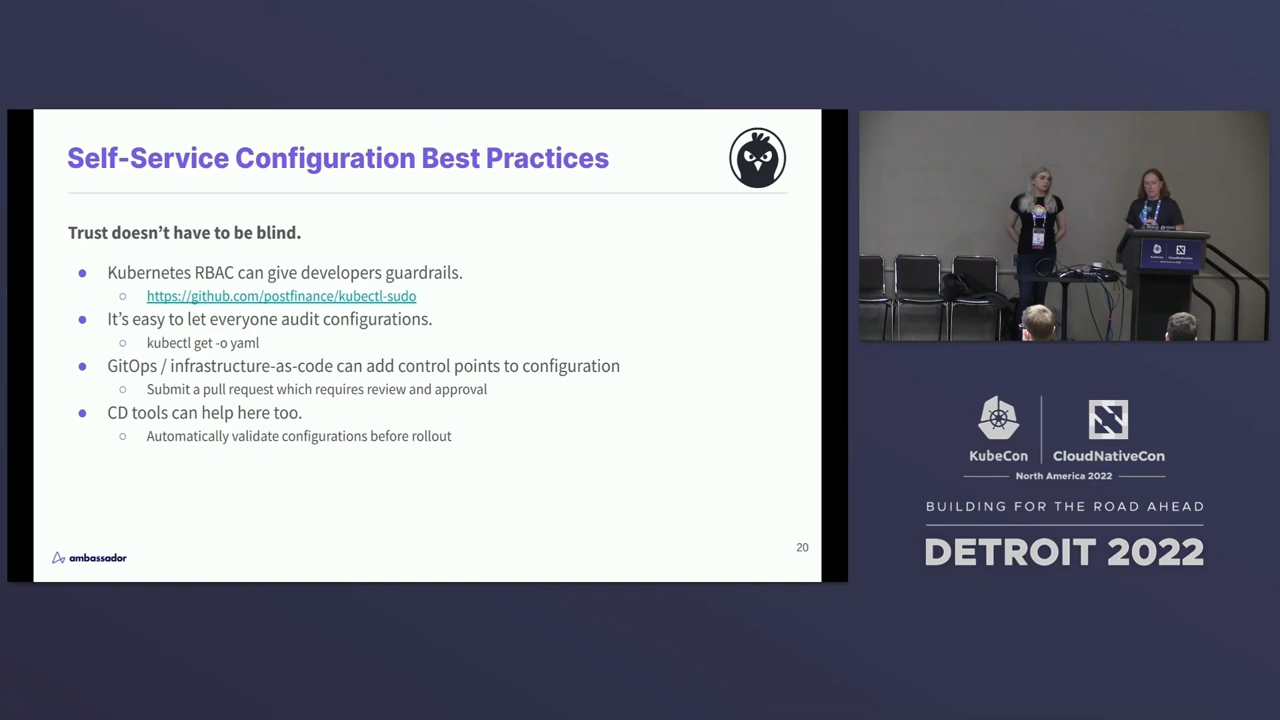 Self-Service Configuration Best Practices
Trust doesn’t have to be blind.
● Kubernetes RBAC can give developers guardrails.
○ https://github.com/postfinance/kubectl-sudo
● It’s easy to let everyone audit configurations.
○ kubectl get -o yaml
● GitOps / infrastructure-as-code can add control points to configuration
○ Submit a pull request which requires review and approval
● CD tools can help here too.
○ Automatically validate configurations before rollout
ambassador
20
KubeCon
CloudNativeCon
North America 2022
BUILDING FOR THE ROAD AHEAD
DETROIT 2022